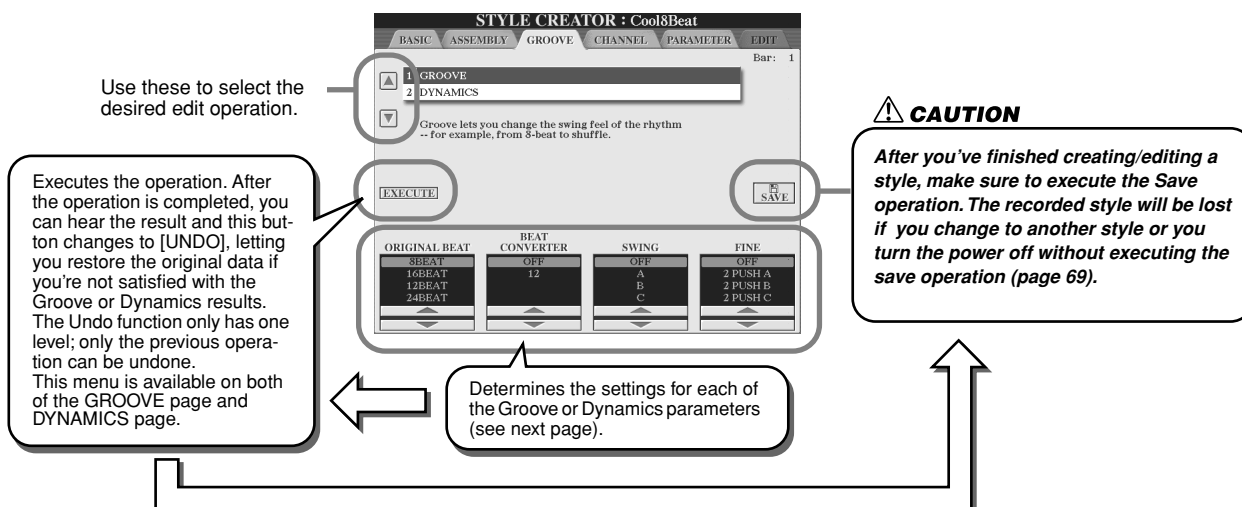 STYLE CREATOR : Cool8Beat
BASIC ASSEMBLY GROOVE CHANNEL PARAMETER EDIT
Bar: 1
1 GROOVE
2 DYNAMICS
Groove lets you change the swing feel of the rhythm
-- for example, from 8-beat to shuffle.
EXECUTE
SAVE
ORIGINAL BEAT
8BEAT
16BEAT
12BEAT
24BEAT
BEAT
CONVERTER
OFF
12
SWING
OFF
A
B
C
FINE
OFF
2 PUSH A
2 PUSH B
2 PUSH C
Use these to select the
desired edit operation.
Executes the operation. After
the operation is completed, you
can hear the result and this but-
ton changes to [UNDO], letting
you restore the original data if
you're not satisfied with the
Groove or Dynamics results.
The Undo function only has one
level; only the previous opera-
tion can be undone.
This menu is available on both
of the GROOVE page and
DYNAMICS page.
Determines the settings for each of
the Groove or Dynamics parameters
(see next page).
CAUTION
After you've finished creating/editing a
style, make sure to execute the Save
operation. The recorded style will be lost
if you change to another style or you
turn the power off without executing the
save operation (page 69).